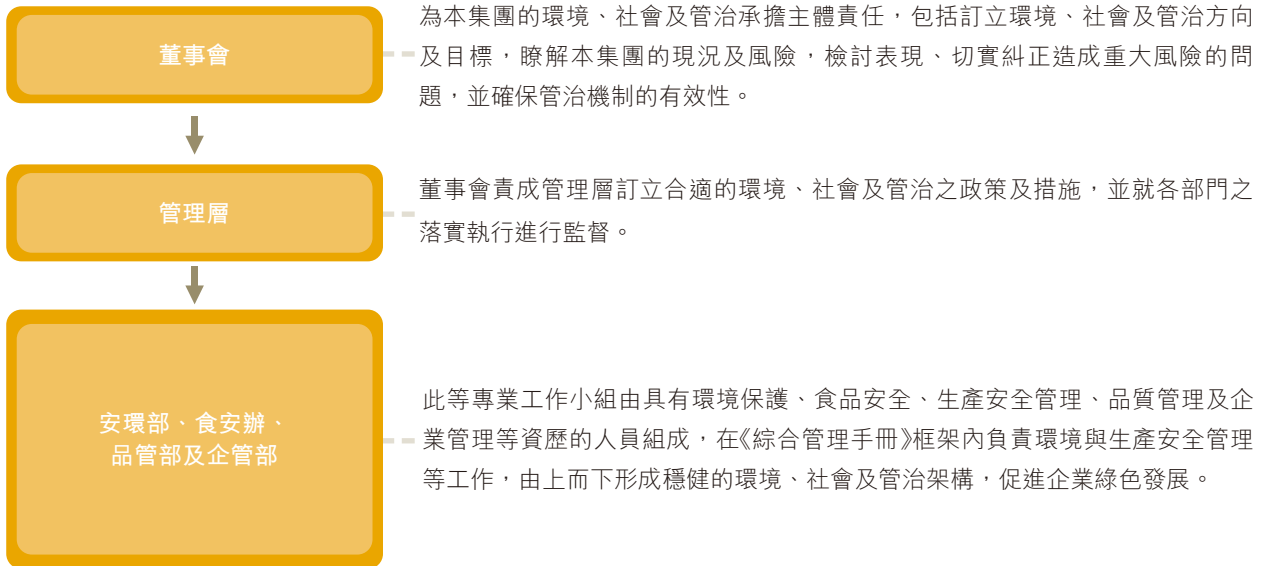 董事會
為本集團的環境、社會及管治承擔主體責任，包括訂立環境、社會及管治方向
及目標，瞭解本集團的現況及風險，檢討表現、切實糾正造成重大風險的問
題，並確保管治機制的有效性。
管理層
董事會責成管理層訂立合適的環境、社會及管治之政策及措施，並就各部門之
落實執行進行監督。
安環部、食安辦、
品管部及企管部
此等專業工作小組由具有環境保護、食品安全、生產安全管理、品質管理及企
業管理等資歷的人員組成，在《綜合管理手冊》框架內負責環境與生產安全管理
等工作，由上而下形成穩健的環境、社會及管治架構，促進企業綠色發展。